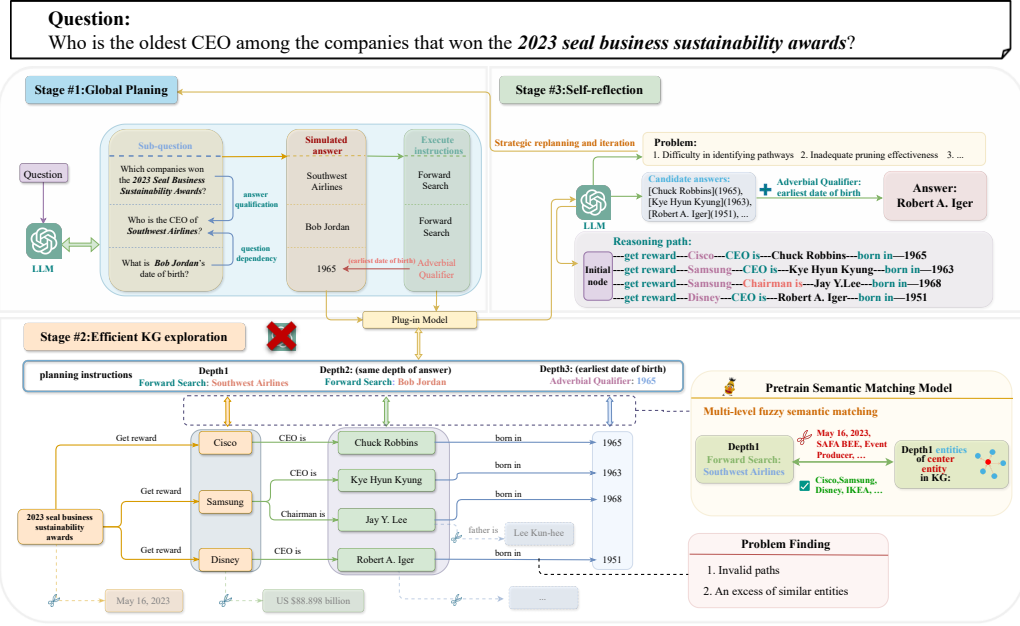 Question:
Who is the oldest CEO among the companies that won the 2023 seal business sustainability awards?
Stage #1:Global Planing
Question
LLM
Sub-question
Which companies won
the 2023 Seal Business
Sustainability Awards?
Who is the CEO of
Southwest Airlines?
What is Bob Jordan's
date of birth?
answer
qualification
question
dependency
Simulated
answer
Southwest
Airlines
Bob Jordan
1965
(earliest date of birth)
Execute
instructions
Forward
Search
Forward
Search
Adverbial
Qualifier
Stage #3:Self-reflection
Strategic replanning and iteration
Problem:
1. Difficulty in identifying pathways 2. Inadequate pruning effectiveness 3. ...
LLM
Candidate answers:
[Chuck Robbins](1965),
[Kye Hyun Kyung](1963),
[Robert A. Iger](1951), ...
Adverbial Qualifier:
earliest date of birth
Answer:
Robert A. Iger
Reasoning path:
Initial
node
---get reward---Cisco---CEO is---Chuck Robbins---born in---1965
---get reward---Samsung---CEO is---Kye Hyun Kyung---born in---1963
---get reward---Samsung---Chairman is---Jay Y.Lee---born in---1968
---get reward---Disney---CEO is---Robert A. Iger---born in---1951
Plug-in Model
Stage #2:Efficient KG exploration
planning instructions
Depth1
Forward Search: Southwest Airlines
Depth2: (same depth of answer)
Forward Search: Bob Jordan
Depth3: (earliest date of birth)
Adverbial Qualifier: 1965
2023 seal business
sustainability
awards
Get reward
Cisco
CEO is
Chuck Robbins
born in
1965
Get reward
Samsung
CEO is
Kye Hyun Kyung
born in
1963
Chairman is
Jay Y. Lee
born in
1968
father is
Lee Kun-hee
Get reward
Disney
CEO is
Robert A. Iger
born in
1951
May 16, 2023
US $88.898 billion
...
Pretrain Semantic Matching Model
Multi-level fuzzy semantic matching
Depth1
Forward Search:
Southwest Airlines
May 16, 2023,
SAFA BEE, Event
Producer, ...
Cisco,Samsung,
Disney, IKEA, ...
Depth1 entities
of center
entity
in KG:
Problem Finding
1. Invalid paths
2. An excess of similar entities